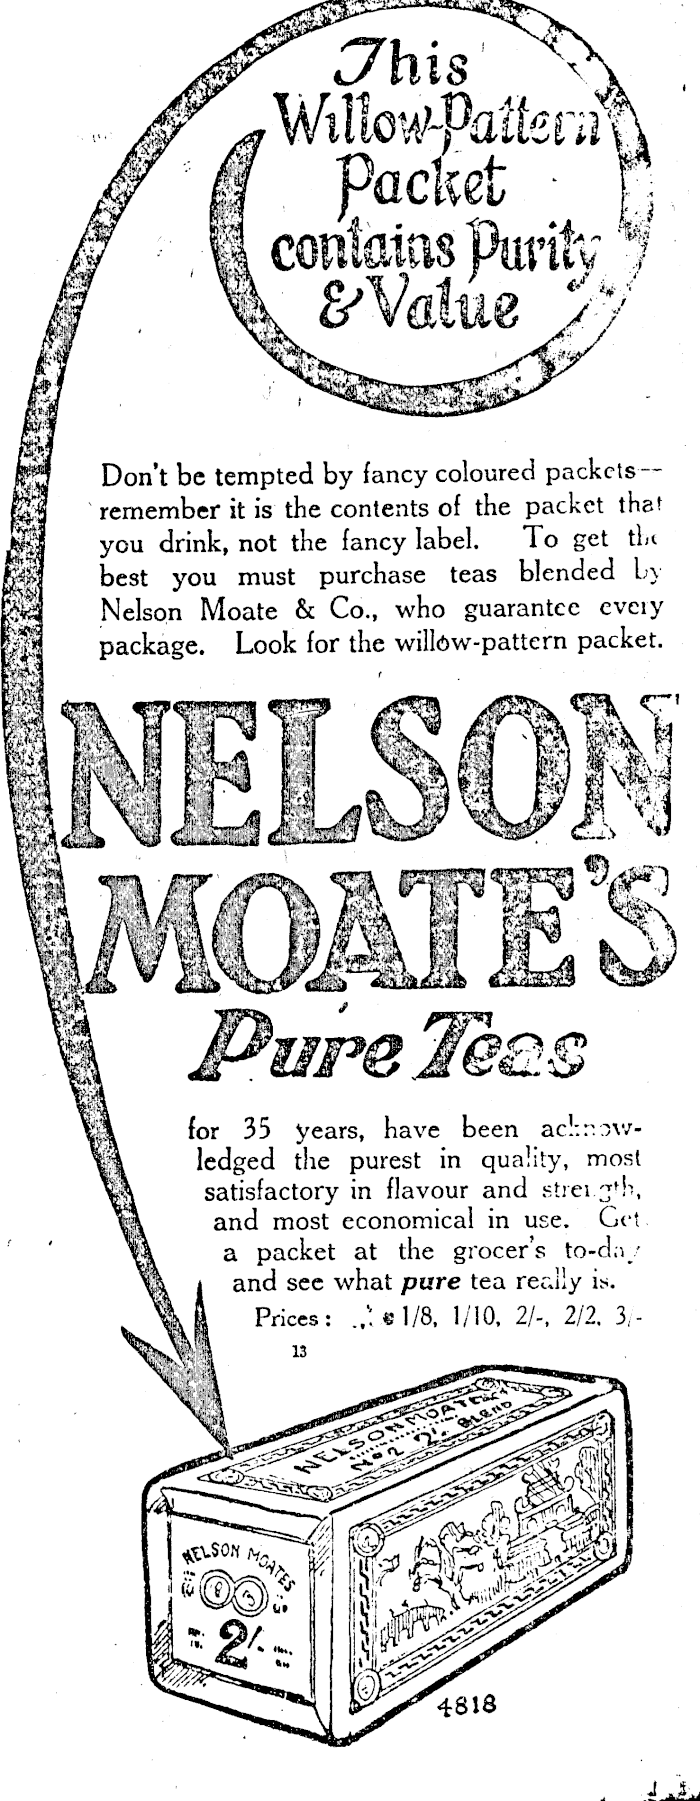 This
Willow-Pattern
Packet
contains Purity
& Value
Don't be tempted by fancy coloured packets--
remember it is the contents of the packet that
you drink, not the fancy label. To get the
best you must purchase teas blended by
Nelson Moate & Co., who guarantee every
package. Look for the willow-pattern packet.
NELSON
MOATE'S
Pure Teas
for 35 years, have been acknow-
ledged the purest in quality, most
satisfactory in flavour and strength,
and most economical in use. Get
a packet at the grocer's to-day
and see what pure tea really is.
Prices: 1/8, 1/10, 2/-, 2/2, 3/-
13
NELSON MOATE'S
No 2 2/- BLEND
NELSON MOATES
2/-
4818